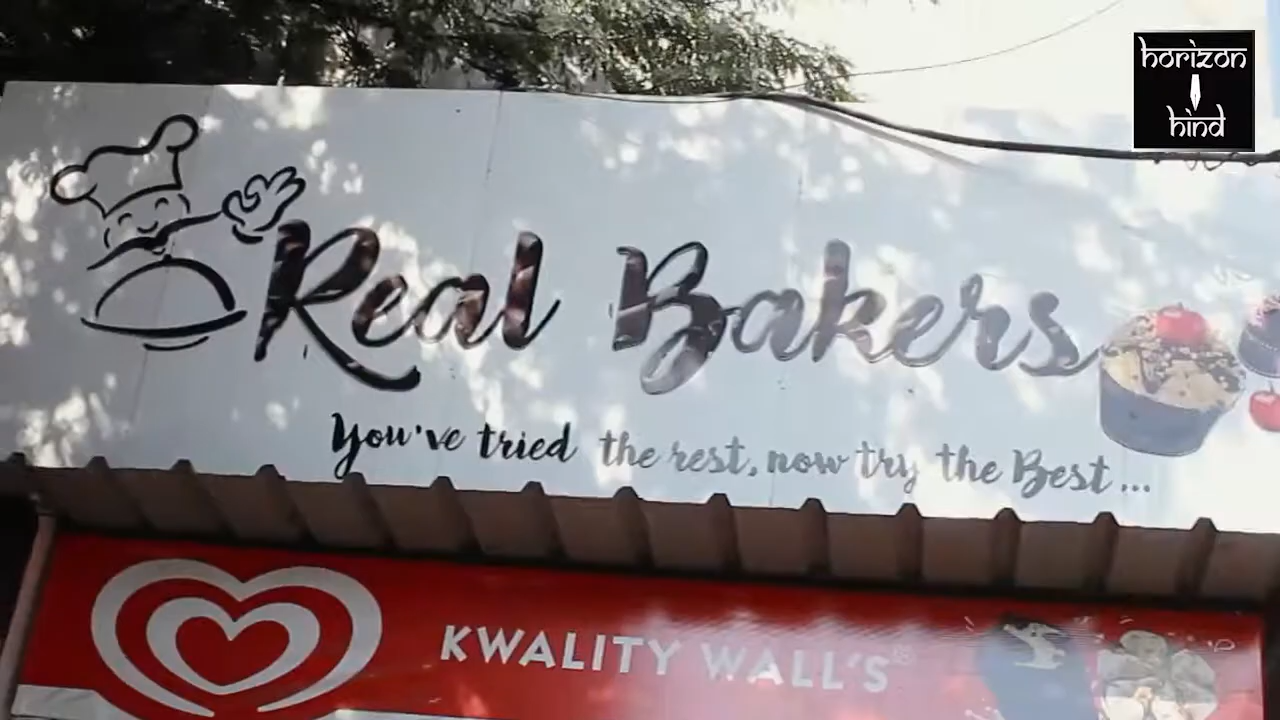 horizon
hind
Real Bakers
You've tried the rest, now try the Best...
KWALITY WALL'S